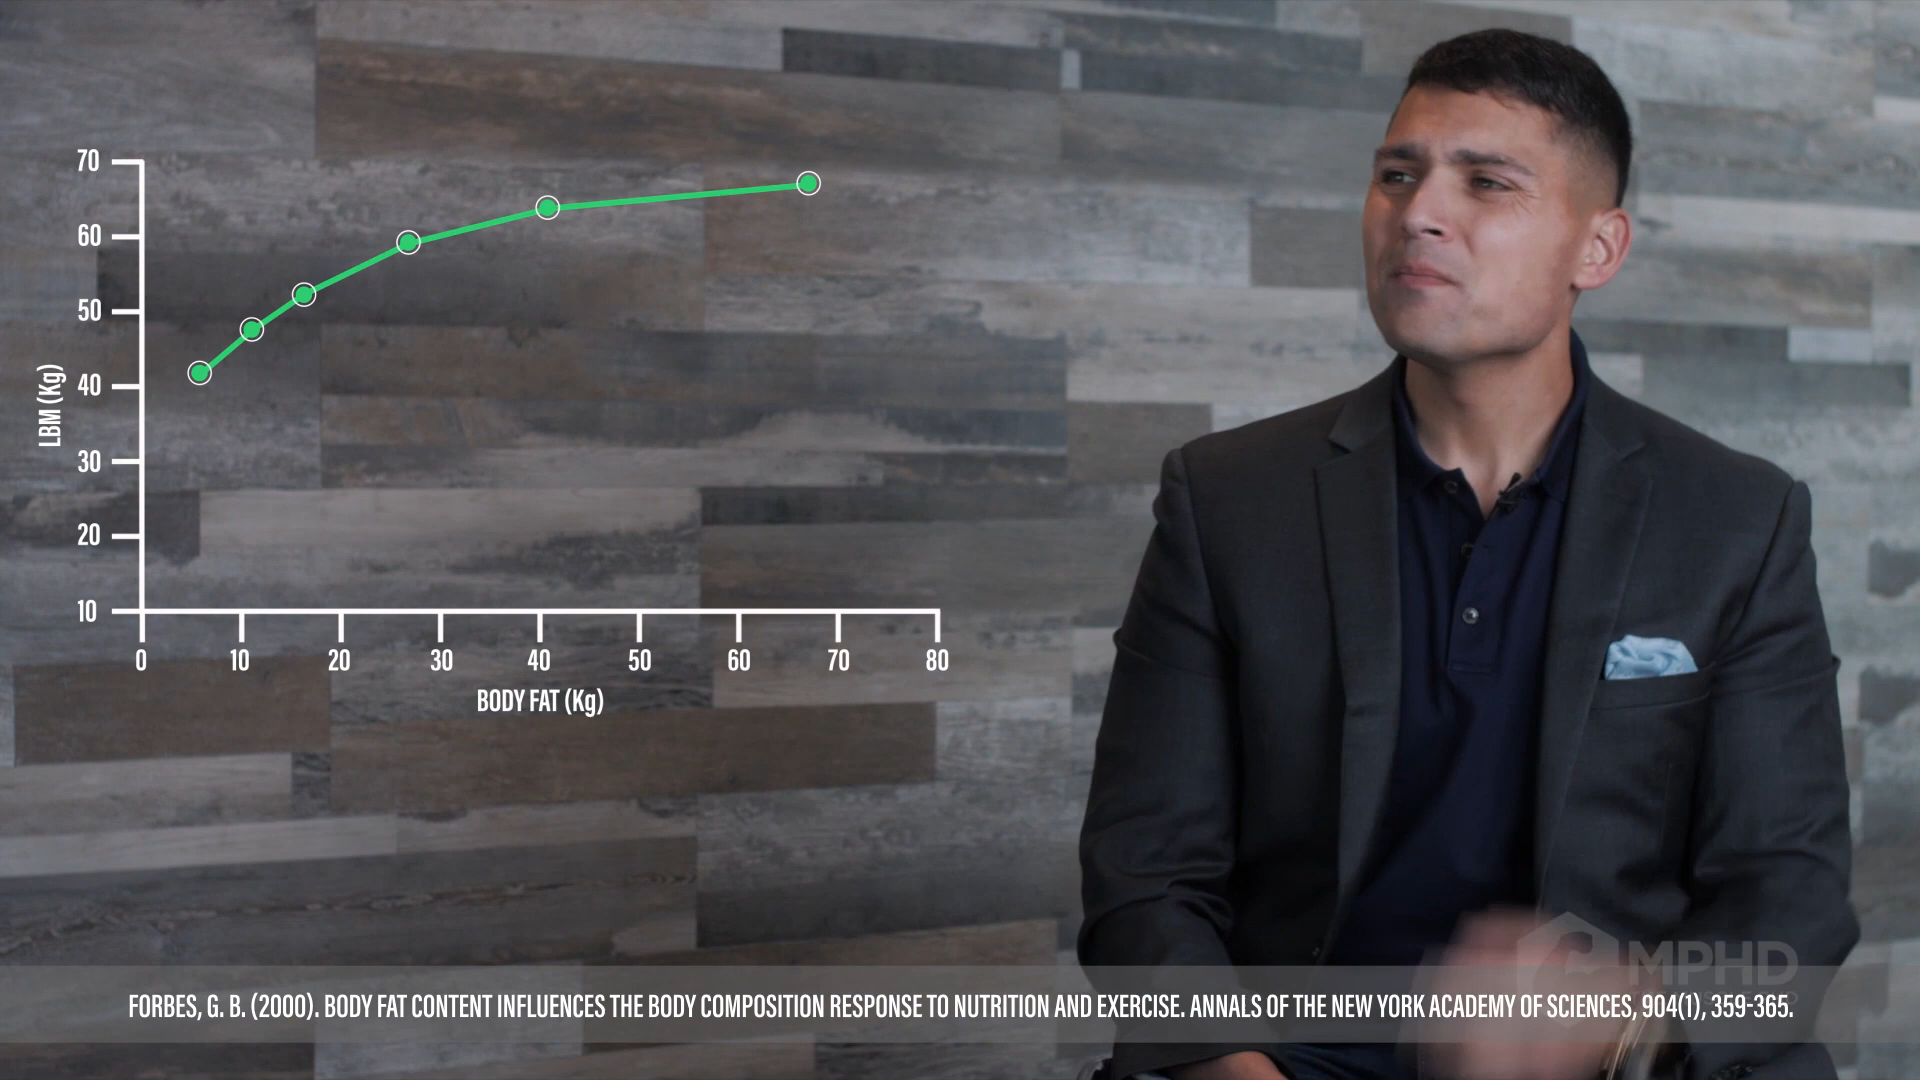 70
60
50
40
30
20
10
LBM (Kg)
0 10 20 30 40 50 60 70 80
BODY FAT (Kg)
MPHD
FORBES, G. B. (2000). BODY FAT CONTENT INFLUENCES THE BODY COMPOSITION RESPONSE TO NUTRITION AND EXERCISE. ANNALS OF THE NEW YORK ACADEMY OF SCIENCES, 904(1), 359-365.